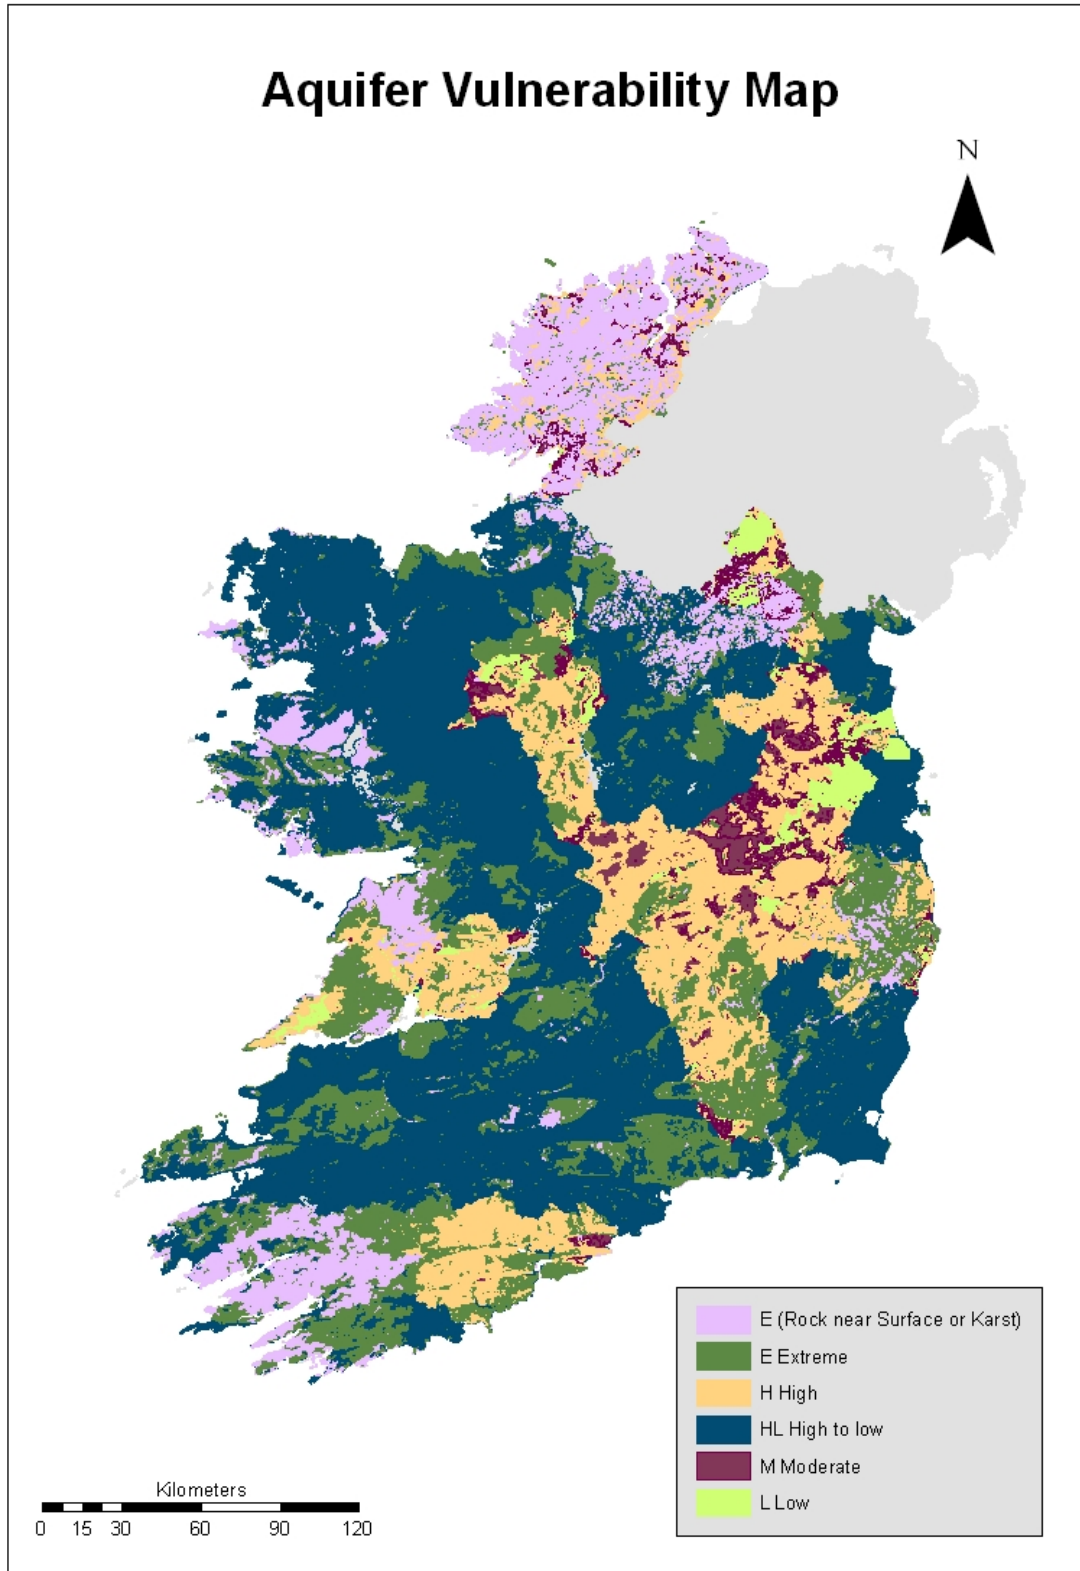 Aquifer Vulnerability Map
N
E (Rock near Surface or Karst)
E Extreme
H High
HL High to low
M Moderate
L Low
Kilometers
0 15 30 60 90 120